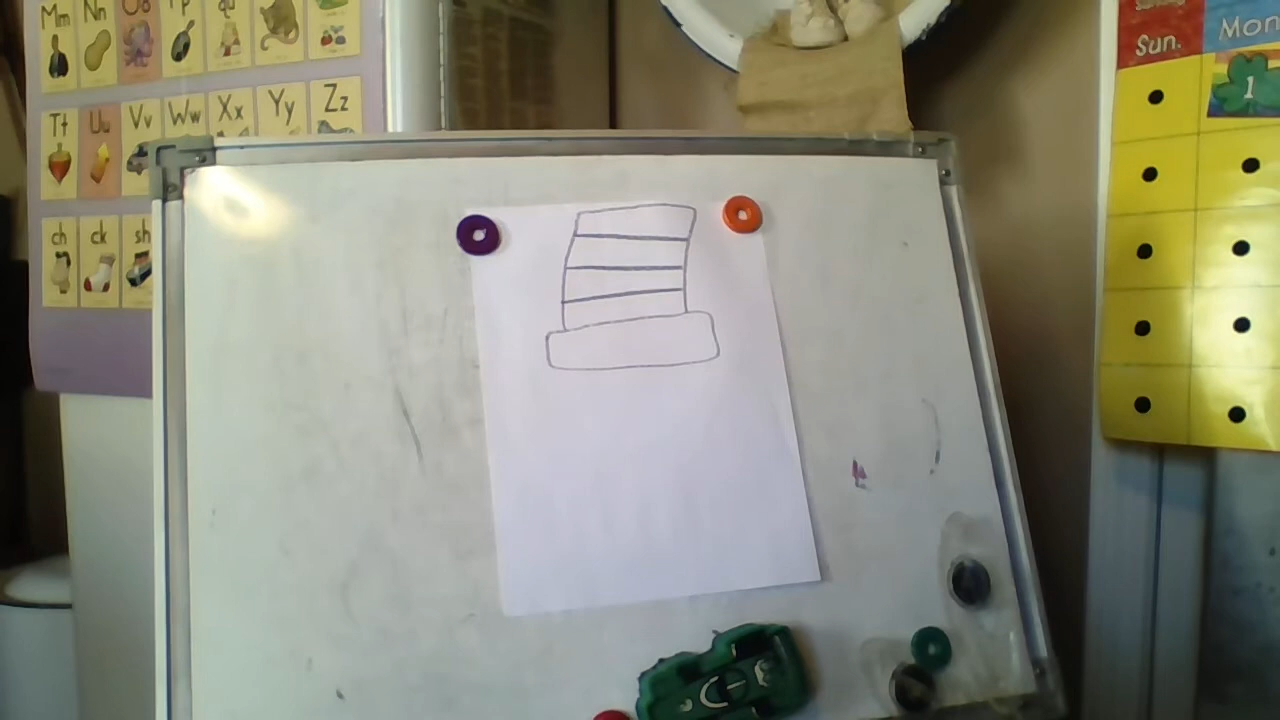 Mm Nn Oo Pp qu
Tt Uu Vv Ww Xx Yy Zz
ch ck sh
Sun. Mon
1